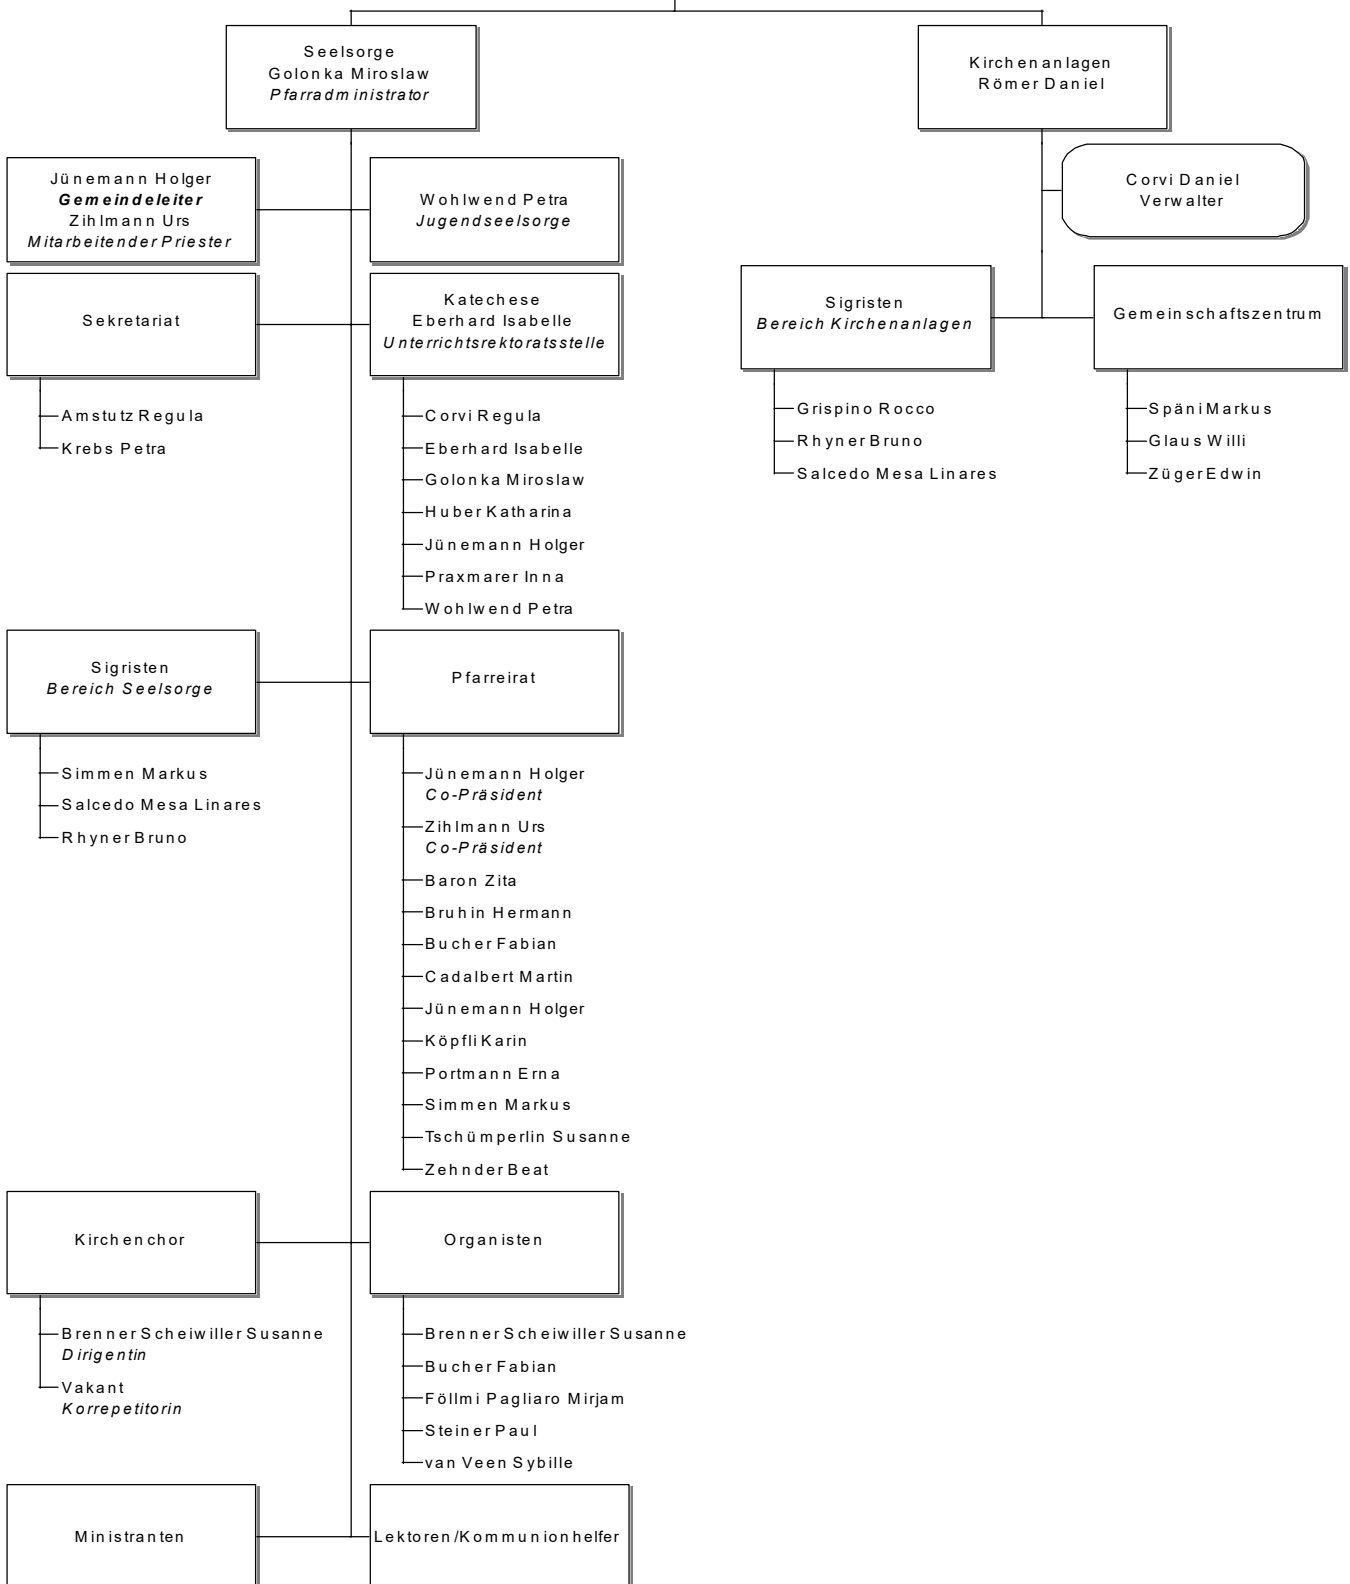 Seelsorge
Golonka Miroslaw
Pfarradministrator
Kirchenanlagen
Römer Daniel
Jünemann Holger
Gemeindeleiter
Zihlmann Urs
Mitarbeitender Priester
Wohlwend Petra
Jugendseelsorge
Corvi Daniel
Verwalter
Sekretariat
Amstutz Regula
Krebs Petra
Katechese
Eberhard Isabelle
Unterrichtsrektoratsstelle
Corvi Regula
Eberhard Isabelle
Golonka Miroslaw
Huber Katharina
Jünemann Holger
Praxmarer Inna
Wohlwend Petra
Sigristen
Bereich Kirchenanlagen
Grispino Rocco
Rhyner Bruno
Salcedo Mesa Linares
Gemeinschaftszentrum
Späni Markus
Glaus Willi
Züger Edwin
Sigristen
Bereich Seelsorge
Simmen Markus
Salcedo Mesa Linares
Rhyner Bruno
Pfarreirat
Jünemann Holger
Co-Präsident
Zihlmann Urs
Co-Präsident
Baron Zita
Bruhin Hermann
Bucher Fabian
Cadalbert Martin
Jünemann Holger
Köpfli Karin
Portmann Erna
Simmen Markus
Tschümperlin Susanne
Zehnder Beat
Kirchenchor
Brenner Scheiwiller Susanne
Dirigentin
Vakant
Korrepetitorin
Organisten
Brenner Scheiwiller Susanne
Bucher Fabian
Föllmi Pagliaro Mirjam
Steiner Paul
van Veen Sybille
Ministranten
Lektoren/Kommunionhelfer